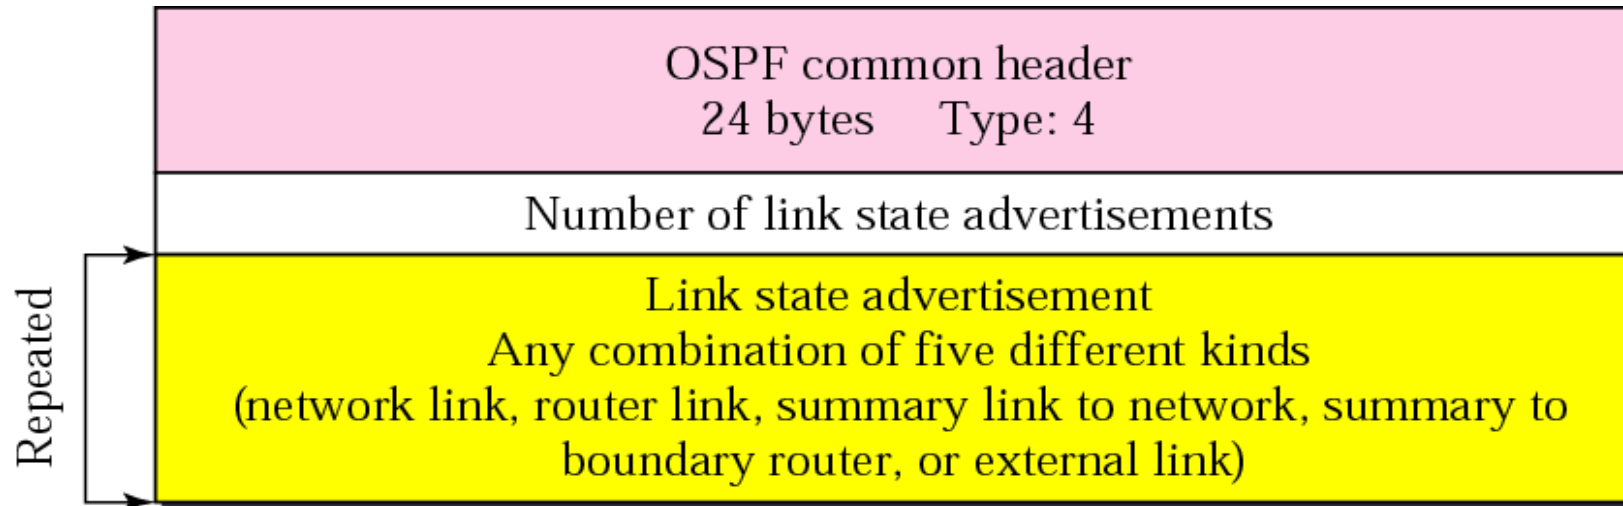 OSPF common header
24 bytes Type: 4
Number of link state advertisements
Repeated
Link state advertisement
Any combination of five different kinds
(network link, router link, summary link to network, summary to
boundary router, or external link)